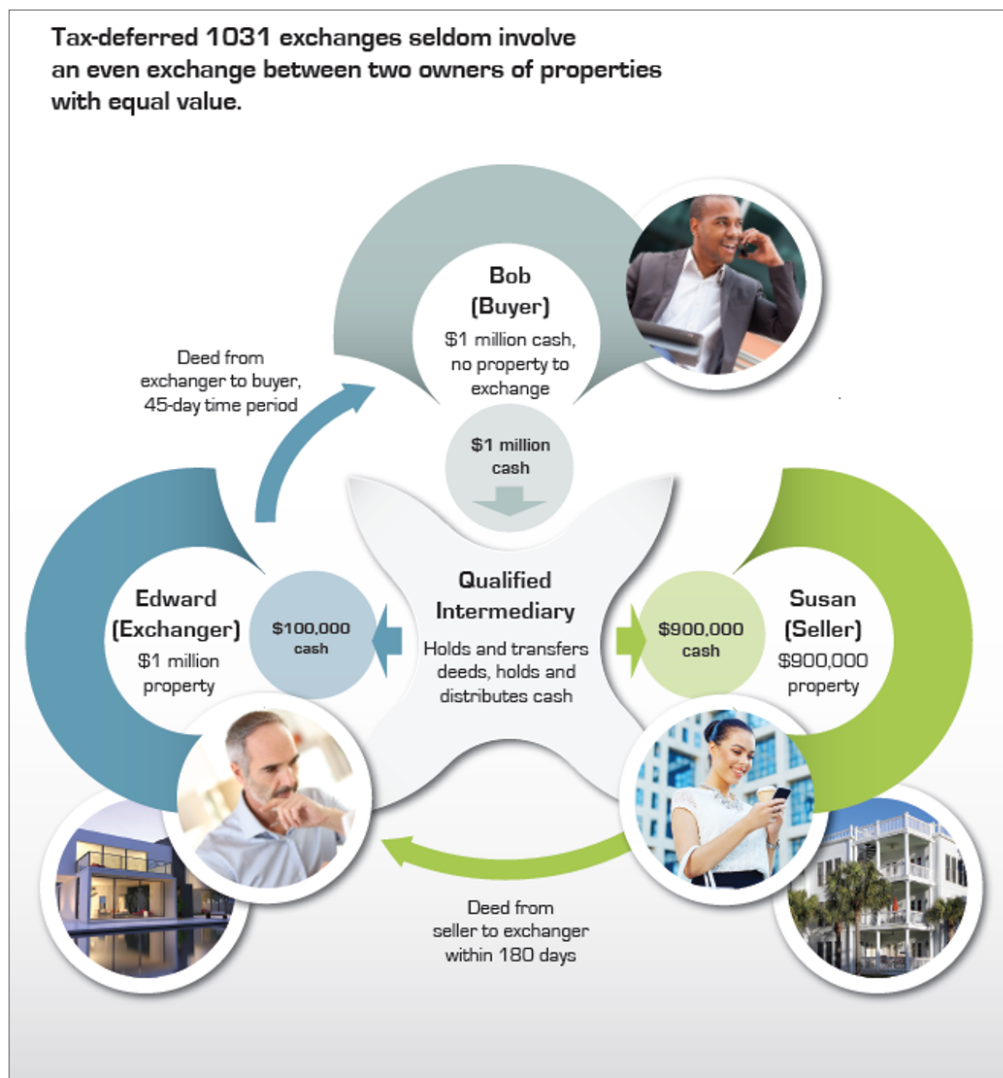 Tax-deferred 1031 exchanges seldom involve
an even exchange between two owners of properties
with equal value.
Bob
(Buyer)
$1 million cash,
no property to
exchange
Deed from
exchanger to buyer,
45-day time period
$1 million
cash
Edward
(Exchanger)
$1 million
property
$100,000
cash
Qualified
Intermediary
Holds and transfers
deeds, holds and
distributes cash
$900,000
cash
Susan
(Seller)
$900,000
property
Deed from
seller to exchanger
within 180 days